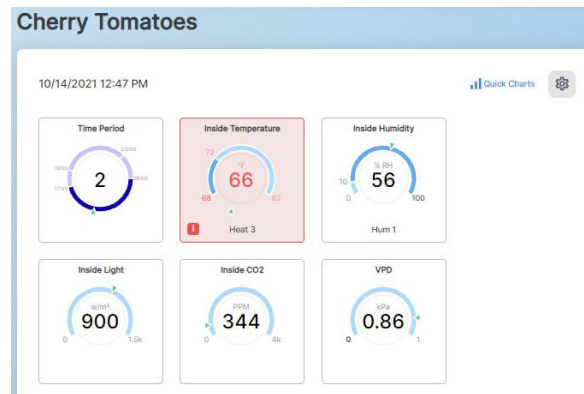 Cherry Tomatoes
10/14/2021 12:47 PM
Quick Charts
Time Period
2
Inside Temperature
°F
72
66
68
82
i
Heat 3
Inside Humidity
% RH
10
56
0
100
Hum 1
Inside Light
w/m²
900
0
1.5k
Inside CO2
PPM
344
0
4k
VPD
kPa
0.86
0
1